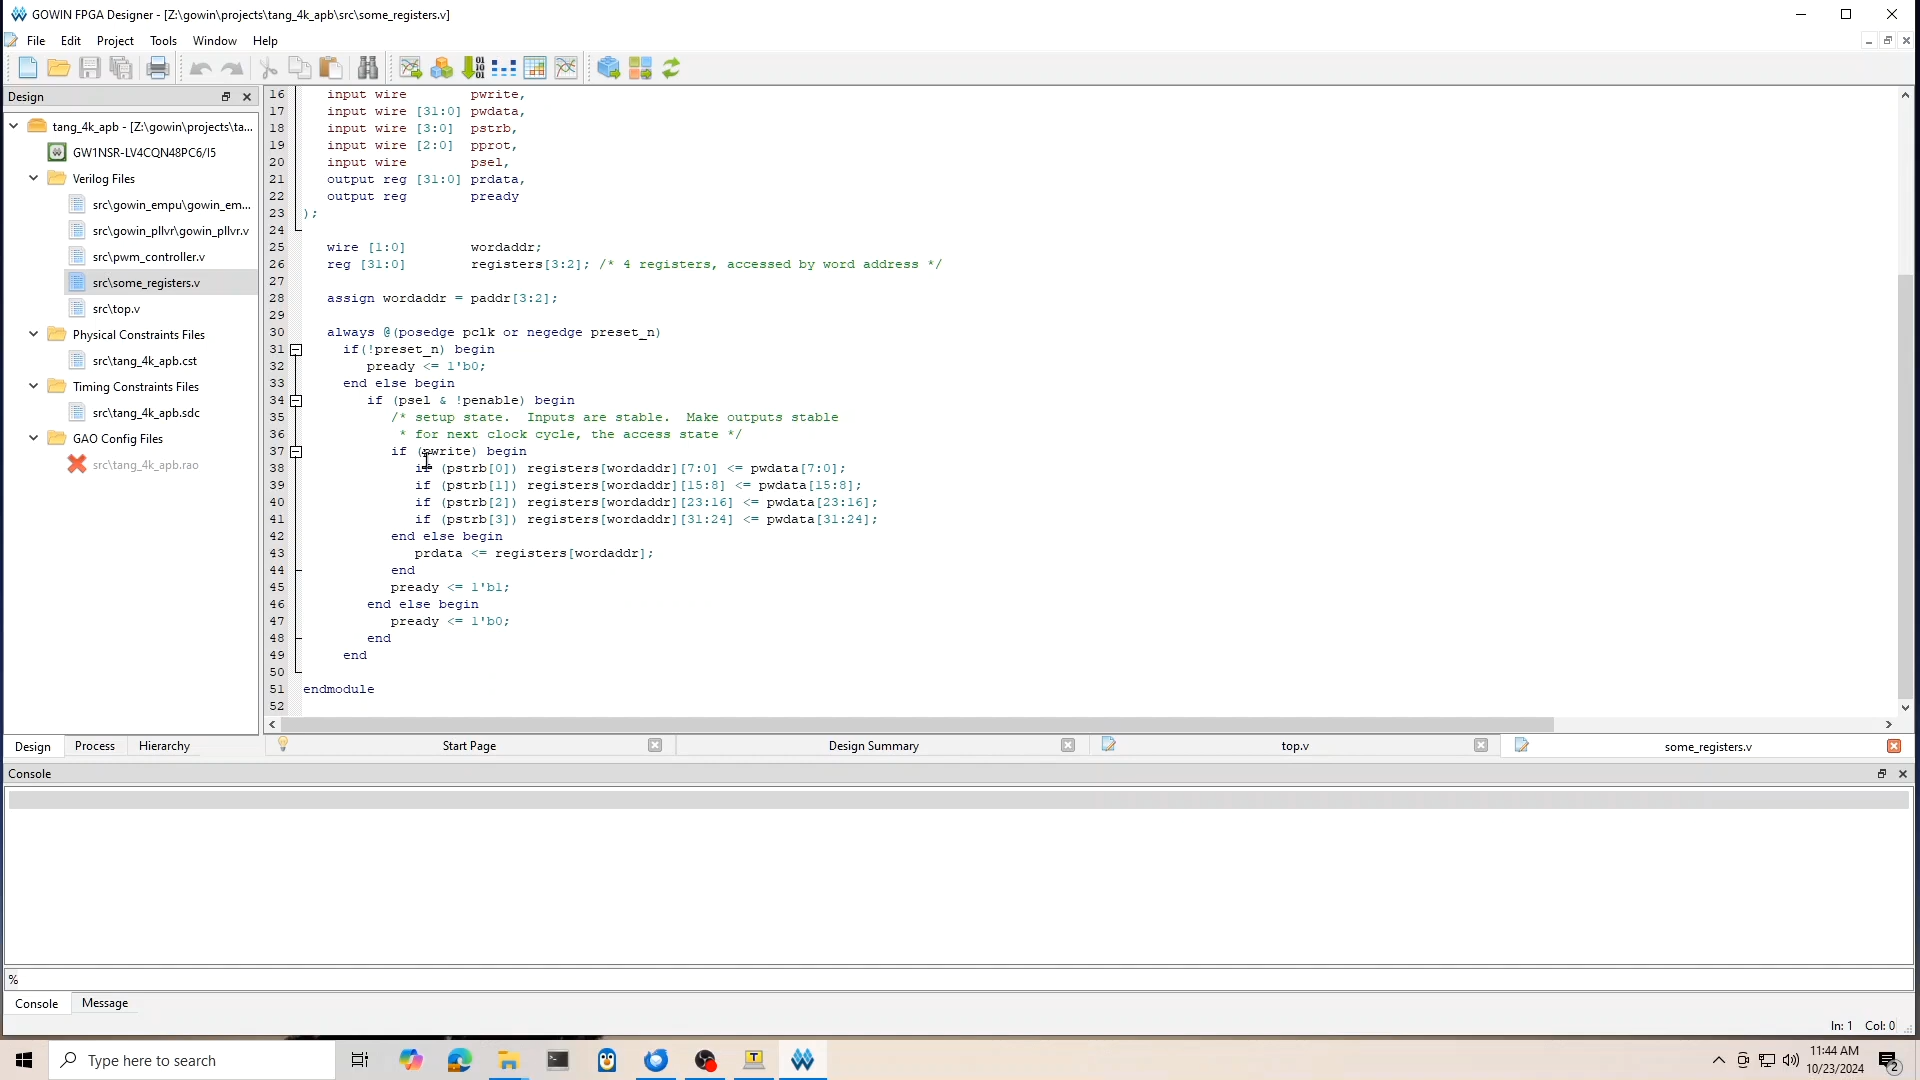 GOWIN FPGA Designer - [Z:\gowin\projects\tang_4k_apb\src\some_registers.v]
File Edit Project Tools Window Help
Design
tang_4k_apb - [Z:\gowin\projects\ta...
GW1NSR-LV4CQN48PC6/I5
Verilog Files
src\gowin_empu\gowin_em...
src\gowin_pllvr\gowin_pllvr.v
src\pwm_controller.v
src\some_registers.v
src\top.v
Physical Constraints Files
src\tang_4k_apb.cst
Timing Constraints Files
src\tang_4k_apb.sdc
GAO Config Files
src\tang_4k_apb.rao
Design Process Hierarchy
16 input wire pwrite,
17 input wire [31:0] pwdata,
18 input wire [3:0] pstrb,
19 input wire [2:0] pprot,
20 input wire psel,
21 output reg [31:0] prdata,
22 output reg pready
23 );
24
25 wire [1:0] wordaddr;
26 reg [31:0] registers[3:2]; /* 4 registers, accessed by word address */
27
28 assign wordaddr = paddr[3:2];
29
30 always @(posedge pclk or negedge preset_n)
31 if(!preset_n) begin
32 pready <= 1'b0;
33 end else begin
34 if (psel & !penable) begin
35 /* setup state. Inputs are stable. Make outputs stable
36 * for next clock cycle, the access state */
37 if (pwrite) begin
38 if (pstrb[0]) registers[wordaddr][7:0] <= pwdata[7:0];
39 if (pstrb[1]) registers[wordaddr][15:8] <= pwdata[15:8];
40 if (pstrb[2]) registers[wordaddr][23:16] <= pwdata[23:16];
41 if (pstrb[3]) registers[wordaddr][31:24] <= pwdata[31:24];
42 end else begin
43 prdata <= registers[wordaddr];
44 end
45 pready <= 1'b1;
46 end else begin
47 pready <= 1'b0;
48 end
49 end
50
51 endmodule
52
Start Page Design Summary top.v some_registers.v
Console
%
Console Message
In: 1 Col: 0
Type here to search
11:44 AM
10/23/2024
2